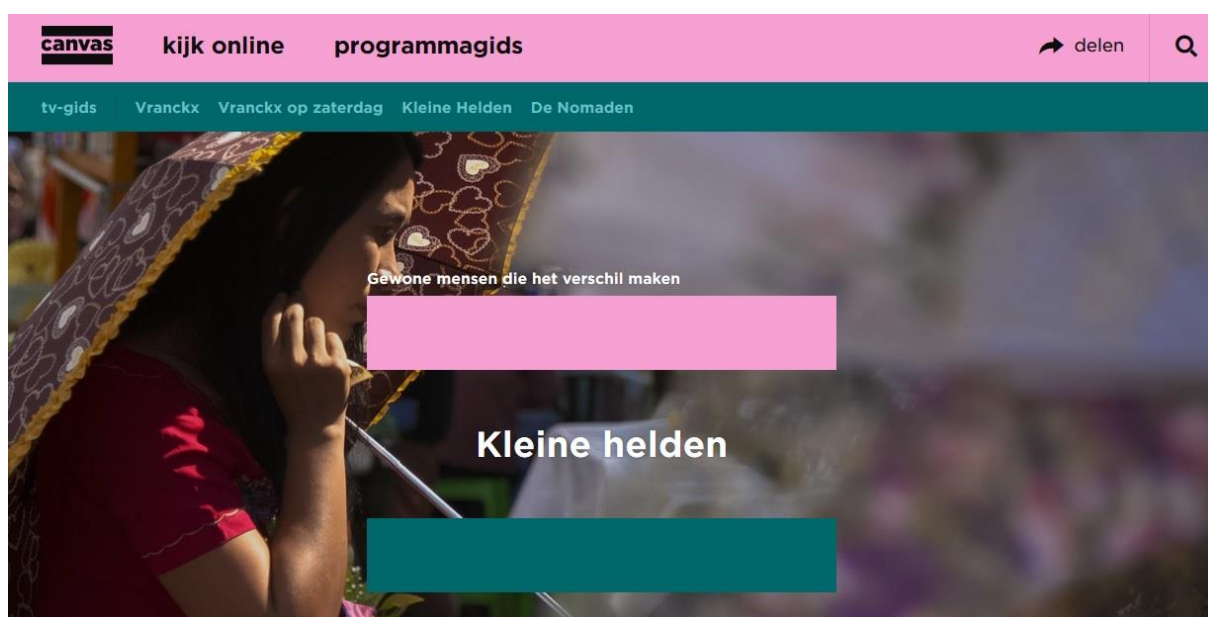 canvas kijk online programmagids delen
tv-gids Vranckx Vranckx op zaterdag Kleine Helden De Nomaden
Gewone mensen die het verschil maken
Kleine helden